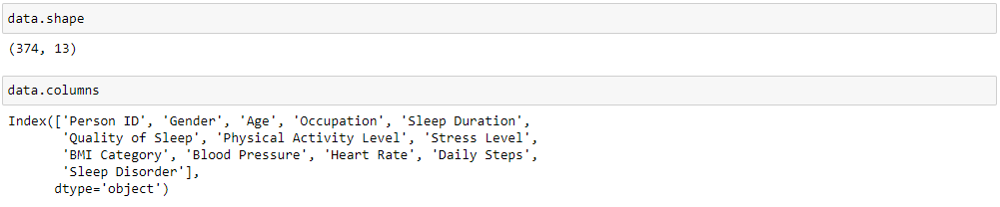 data.shape
(374, 13)
data.columns
Index(['Person ID', 'Gender', 'Age', 'Occupation', 'Sleep Duration',
'Quality of Sleep', 'Physical Activity Level', 'Stress Level',
'BMI Category', 'Blood Pressure', 'Heart Rate', 'Daily Steps',
'Sleep Disorder'],
dtype='object')